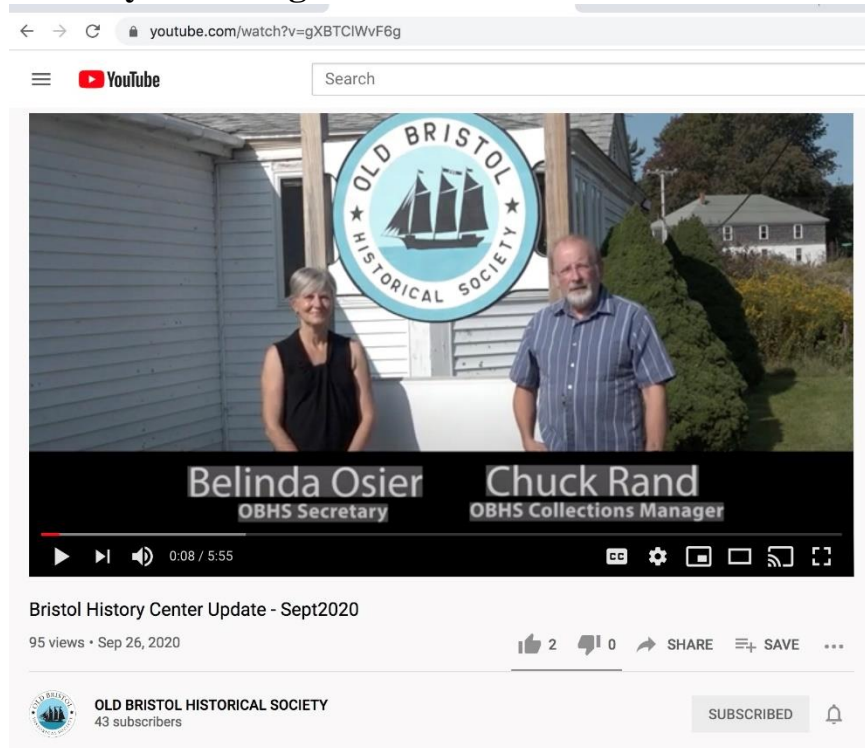 youtube.com/watch?v=gXBTClWvF6g
YouTube
Search
OLD BRISTOL
HISTORICAL SOCIETY
Belinda Osier
OBHS Secretary
Chuck Rand
OBHS Collections Manager
0:08 / 5:55
CC
Bristol History Center Update - Sept2020
95 views • Sep 26, 2020
2
0
SHARE
SAVE
OLD BRISTOL HISTORICAL SOCIETY
43 subscribers
SUBSCRIBED